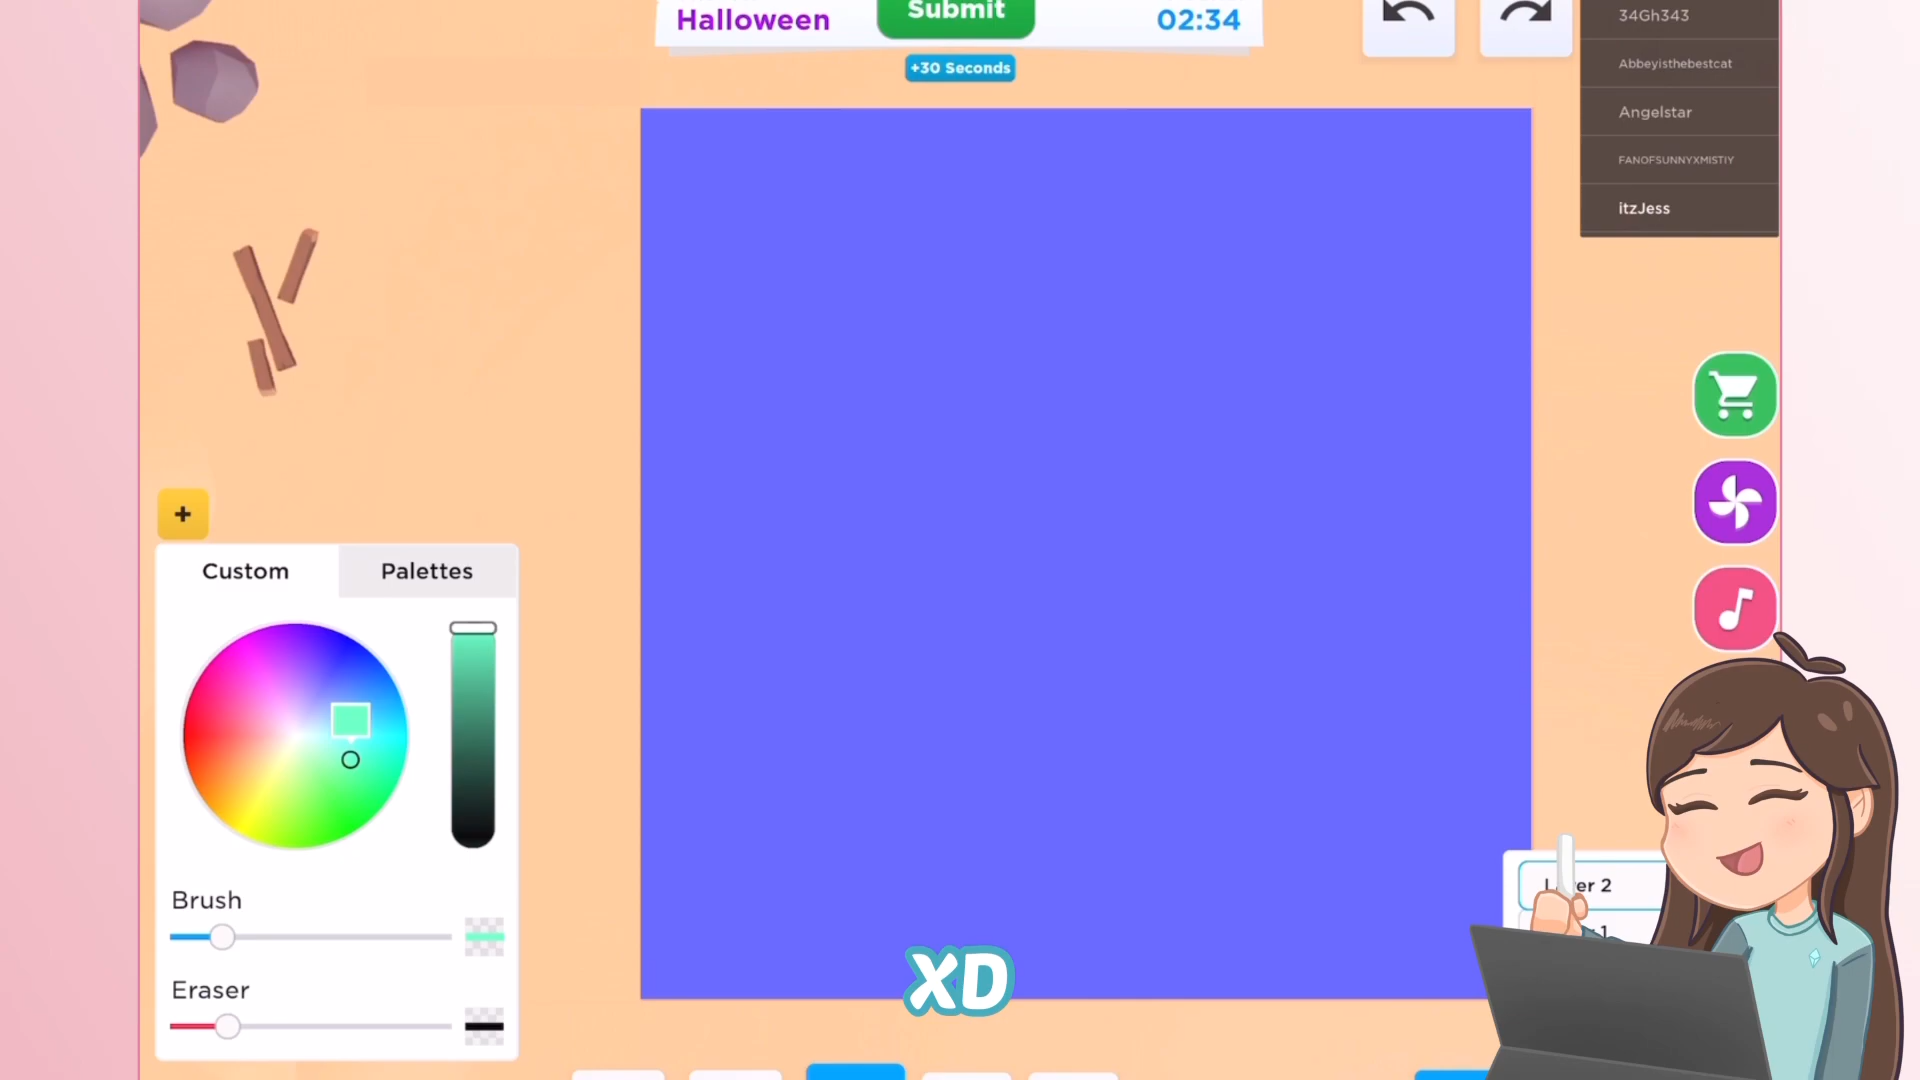 Halloween
Submit
02:34
+30 Seconds
34Gh343
Abbeyisthebestcat
Angelstar
FANOFSUNNYXMISTIY
itzJess
+
Custom
Palettes
Brush
Eraser
XD